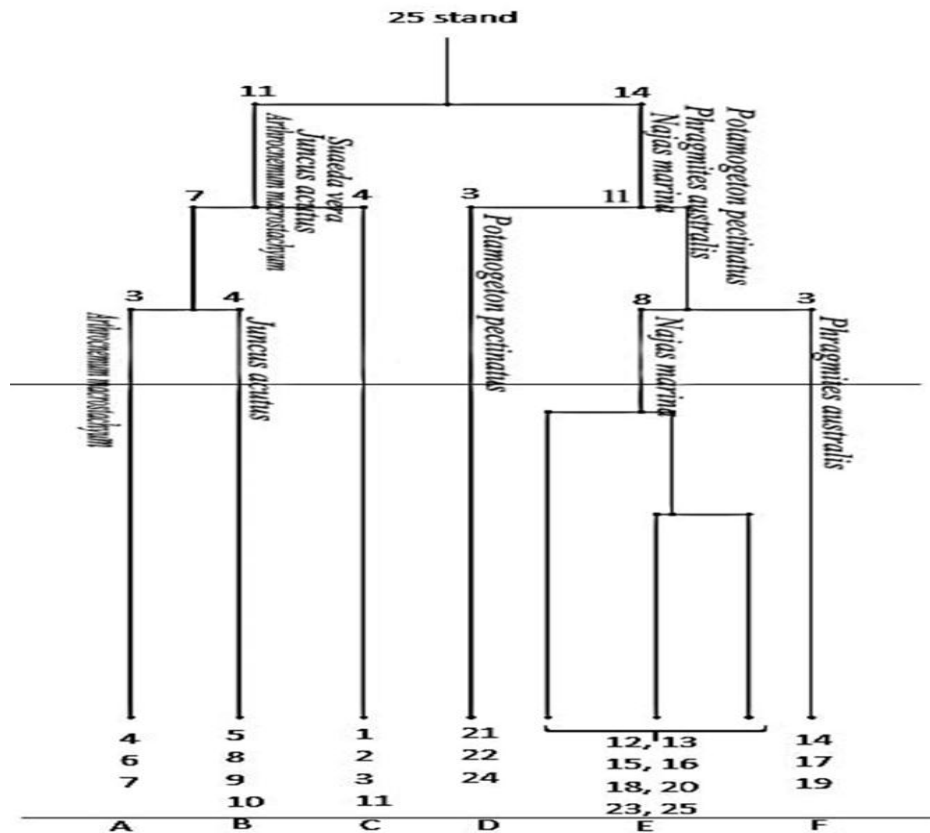 25 stand
11
14
Suaeda vera
Juncus acutus
Arthrocnemum macrostachyum
Potamogeton pectinatus
Phragmites australis
Najas marina
7
4
3
11
Potamogeton pectinatus
3
4
8
3
Arthrocnemum macrostachyum
Juncus acutus
Najas marina
Phragmites australis
4
6
7
5
8
9
10
1
2
3
11
21
22
24
12, 13
15, 16
18, 20
23, 25
14
17
19
A B C D E F